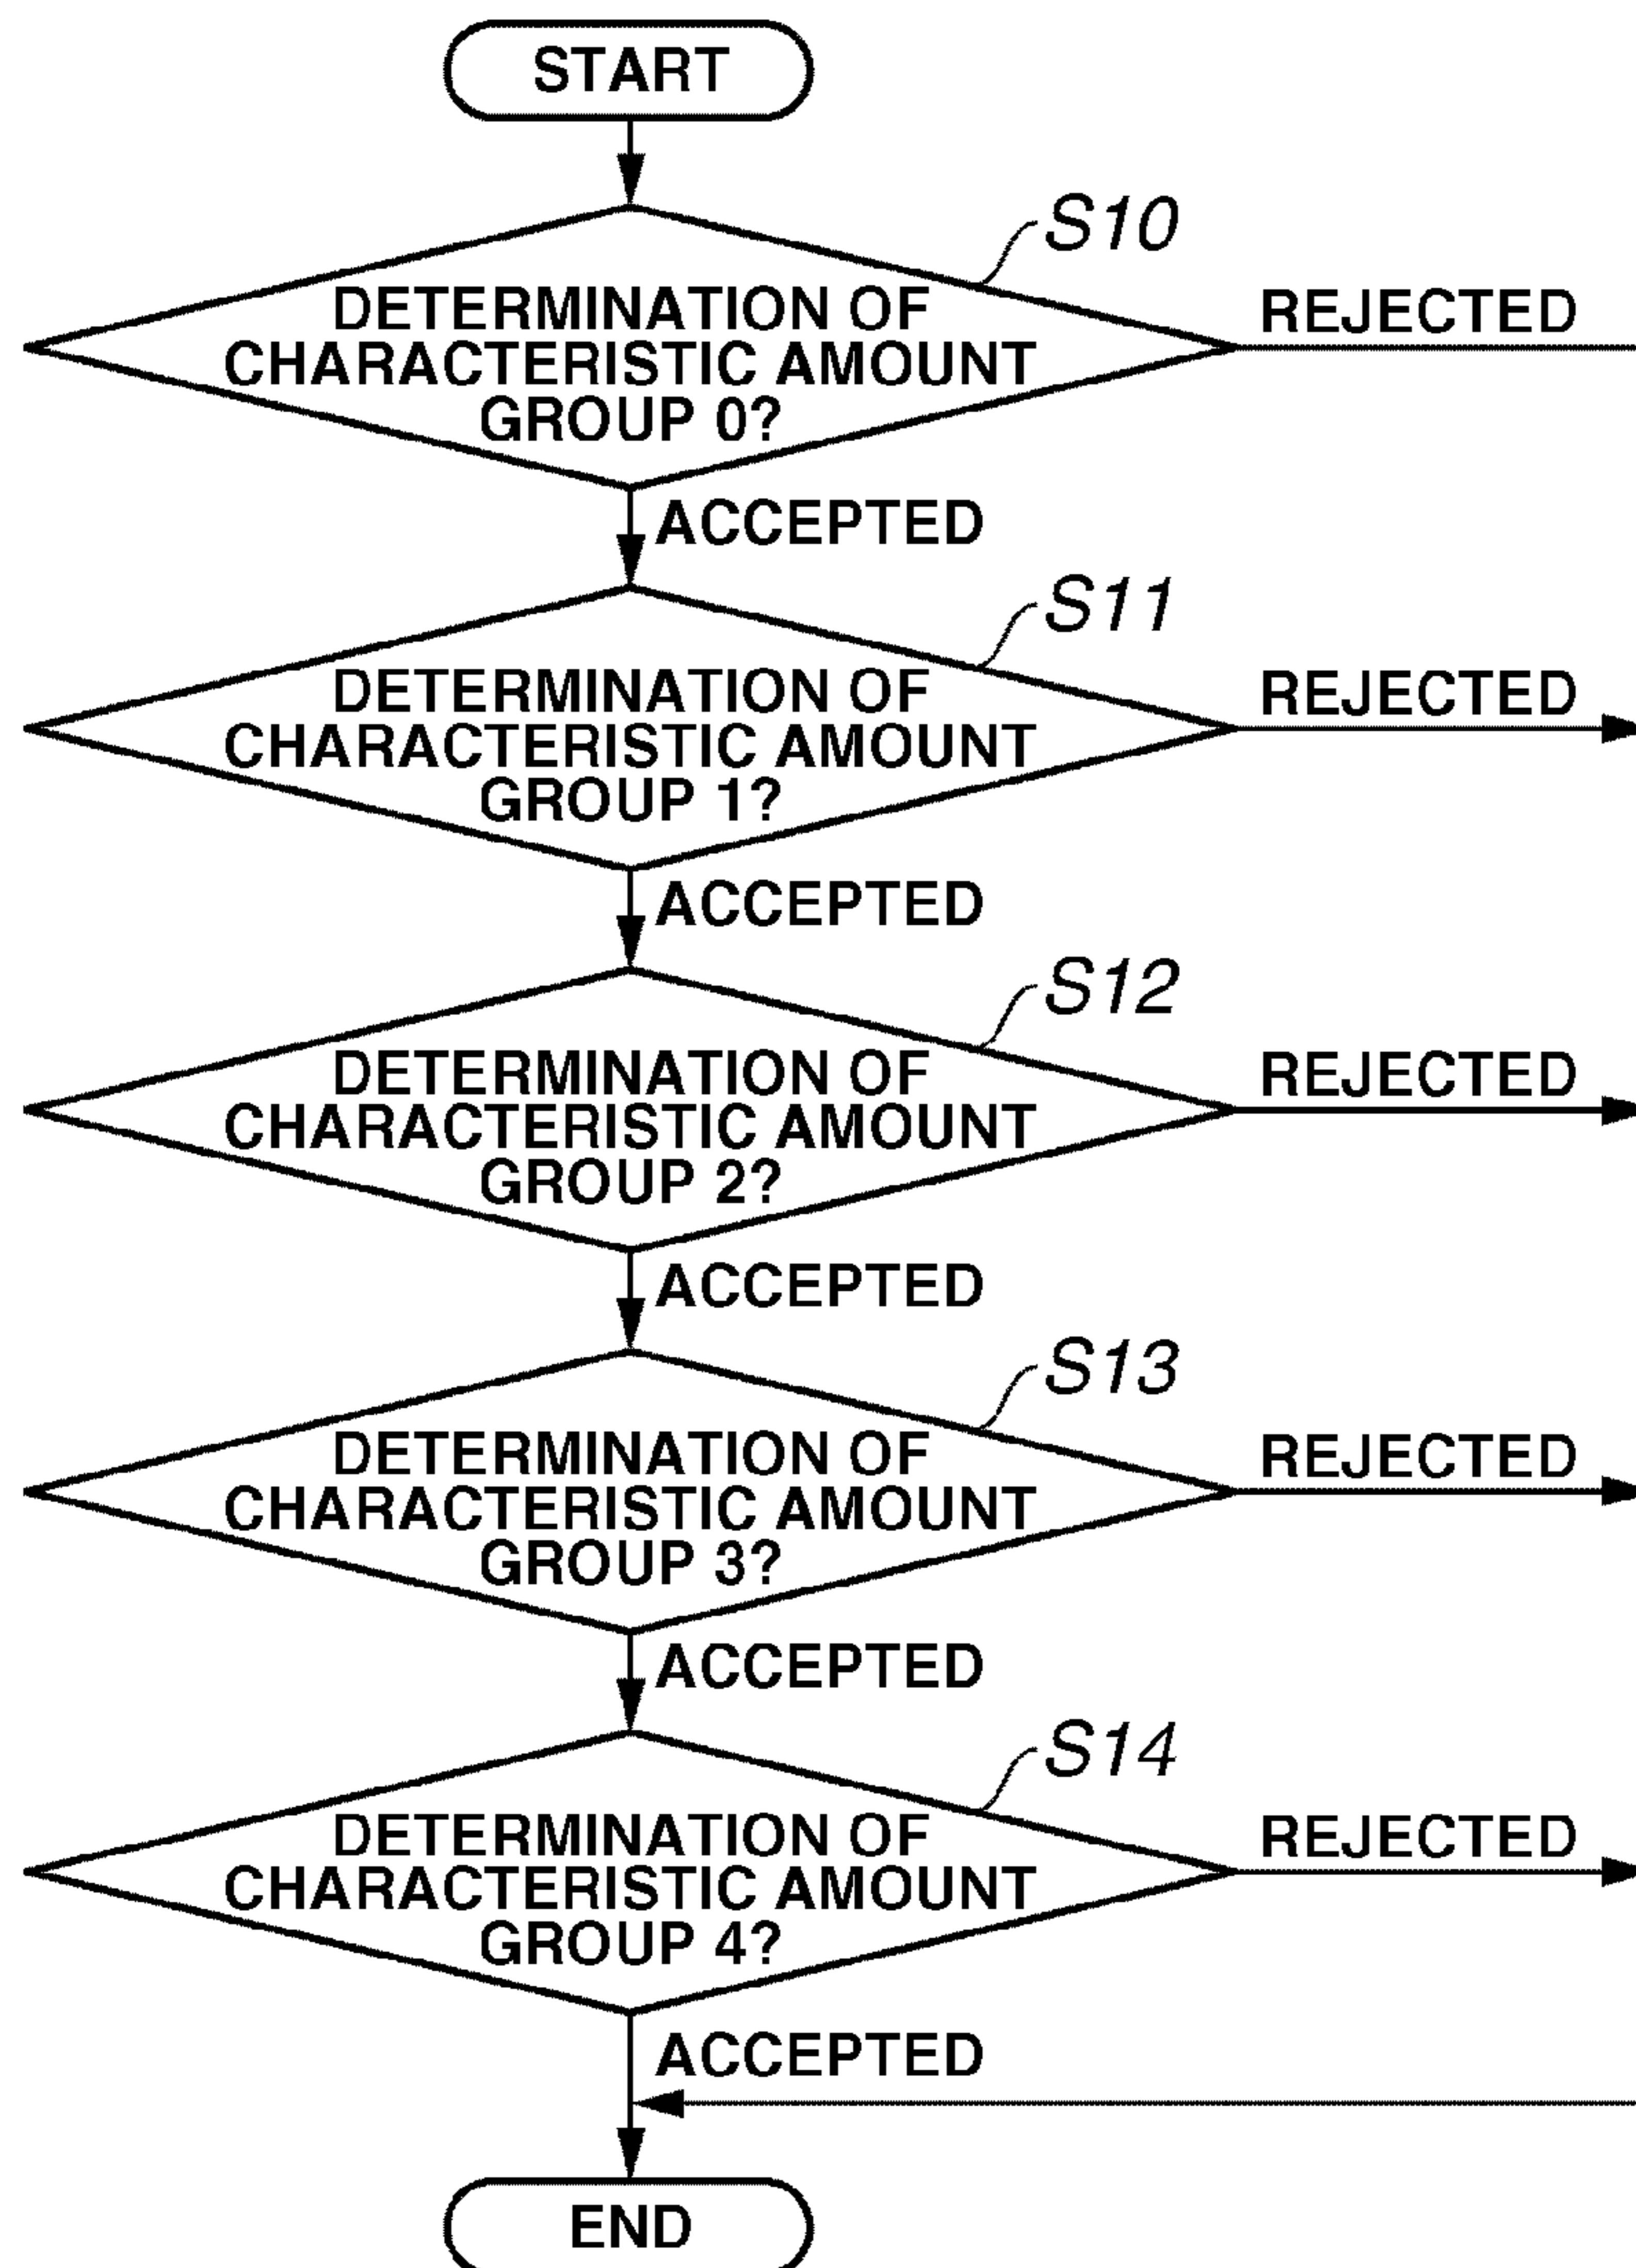 START
S10
DETERMINATION OF
CHARACTERISTIC AMOUNT
GROUP 0?
REJECTED
ACCEPTED
S11
DETERMINATION OF
CHARACTERISTIC AMOUNT
GROUP 1?
REJECTED
ACCEPTED
S12
DETERMINATION OF
CHARACTERISTIC AMOUNT
GROUP 2?
REJECTED
ACCEPTED
S13
DETERMINATION OF
CHARACTERISTIC AMOUNT
GROUP 3?
REJECTED
ACCEPTED
S14
DETERMINATION OF
CHARACTERISTIC AMOUNT
GROUP 4?
REJECTED
ACCEPTED
END